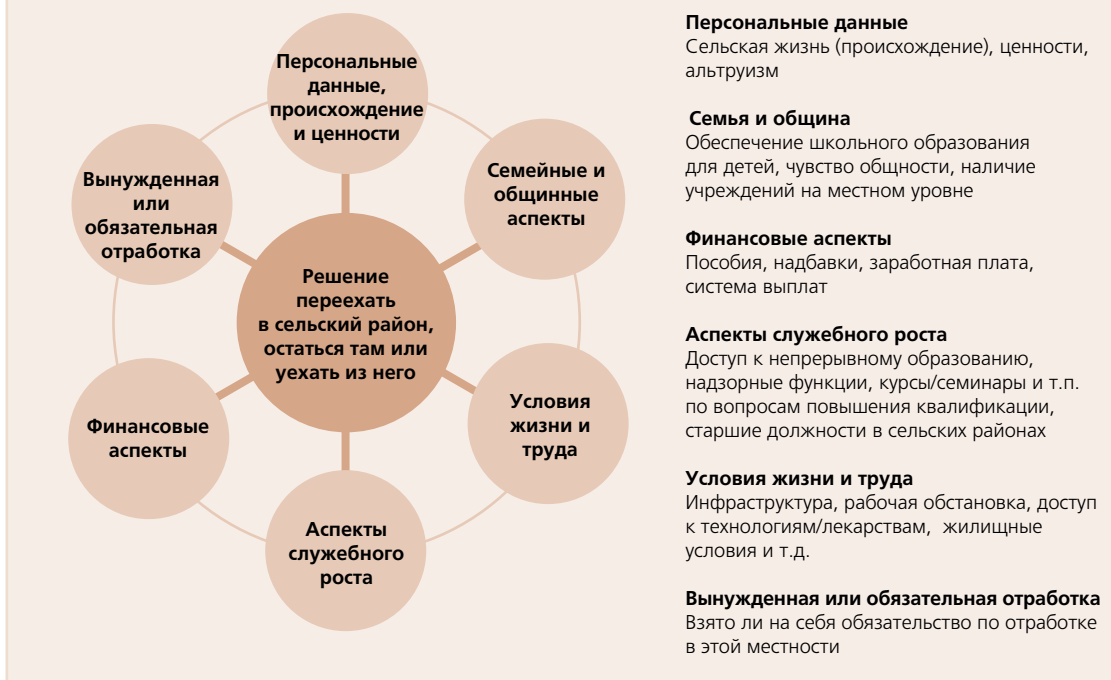 Персональные
данные,
происхождение
и ценности
Семейные и
общинные
аспекты
Условия
жизни и
труда
Аспекты
служебного
роста
Финансовые
аспекты
Вынужденная
или
обязательная
отработка
Решение
переехать
в сельский район,
остаться там или
уехать из него
Персональные данные
Сельская жизнь (происхождение), ценности,
альтруизм
Семья и община
Обеспечение школьного образования
для детей, чувство общности, наличие
учреждений на местном уровне
Финансовые аспекты
Пособия, надбавки, заработная плата,
система выплат
Аспекты служебного роста
Доступ к непрерывному образованию,
надзорные функции, курсы/семинары и т.п.
по вопросам повышения квалификации,
старшие должности в сельских районах
Условия жизни и труда
Инфраструктура, рабочая обстановка, доступ
к технологиям/лекарствам, жилищные
условия и т.д.
Вынужденная или обязательная отработка
Взято ли на себя обязательство по отработке
в этой местности